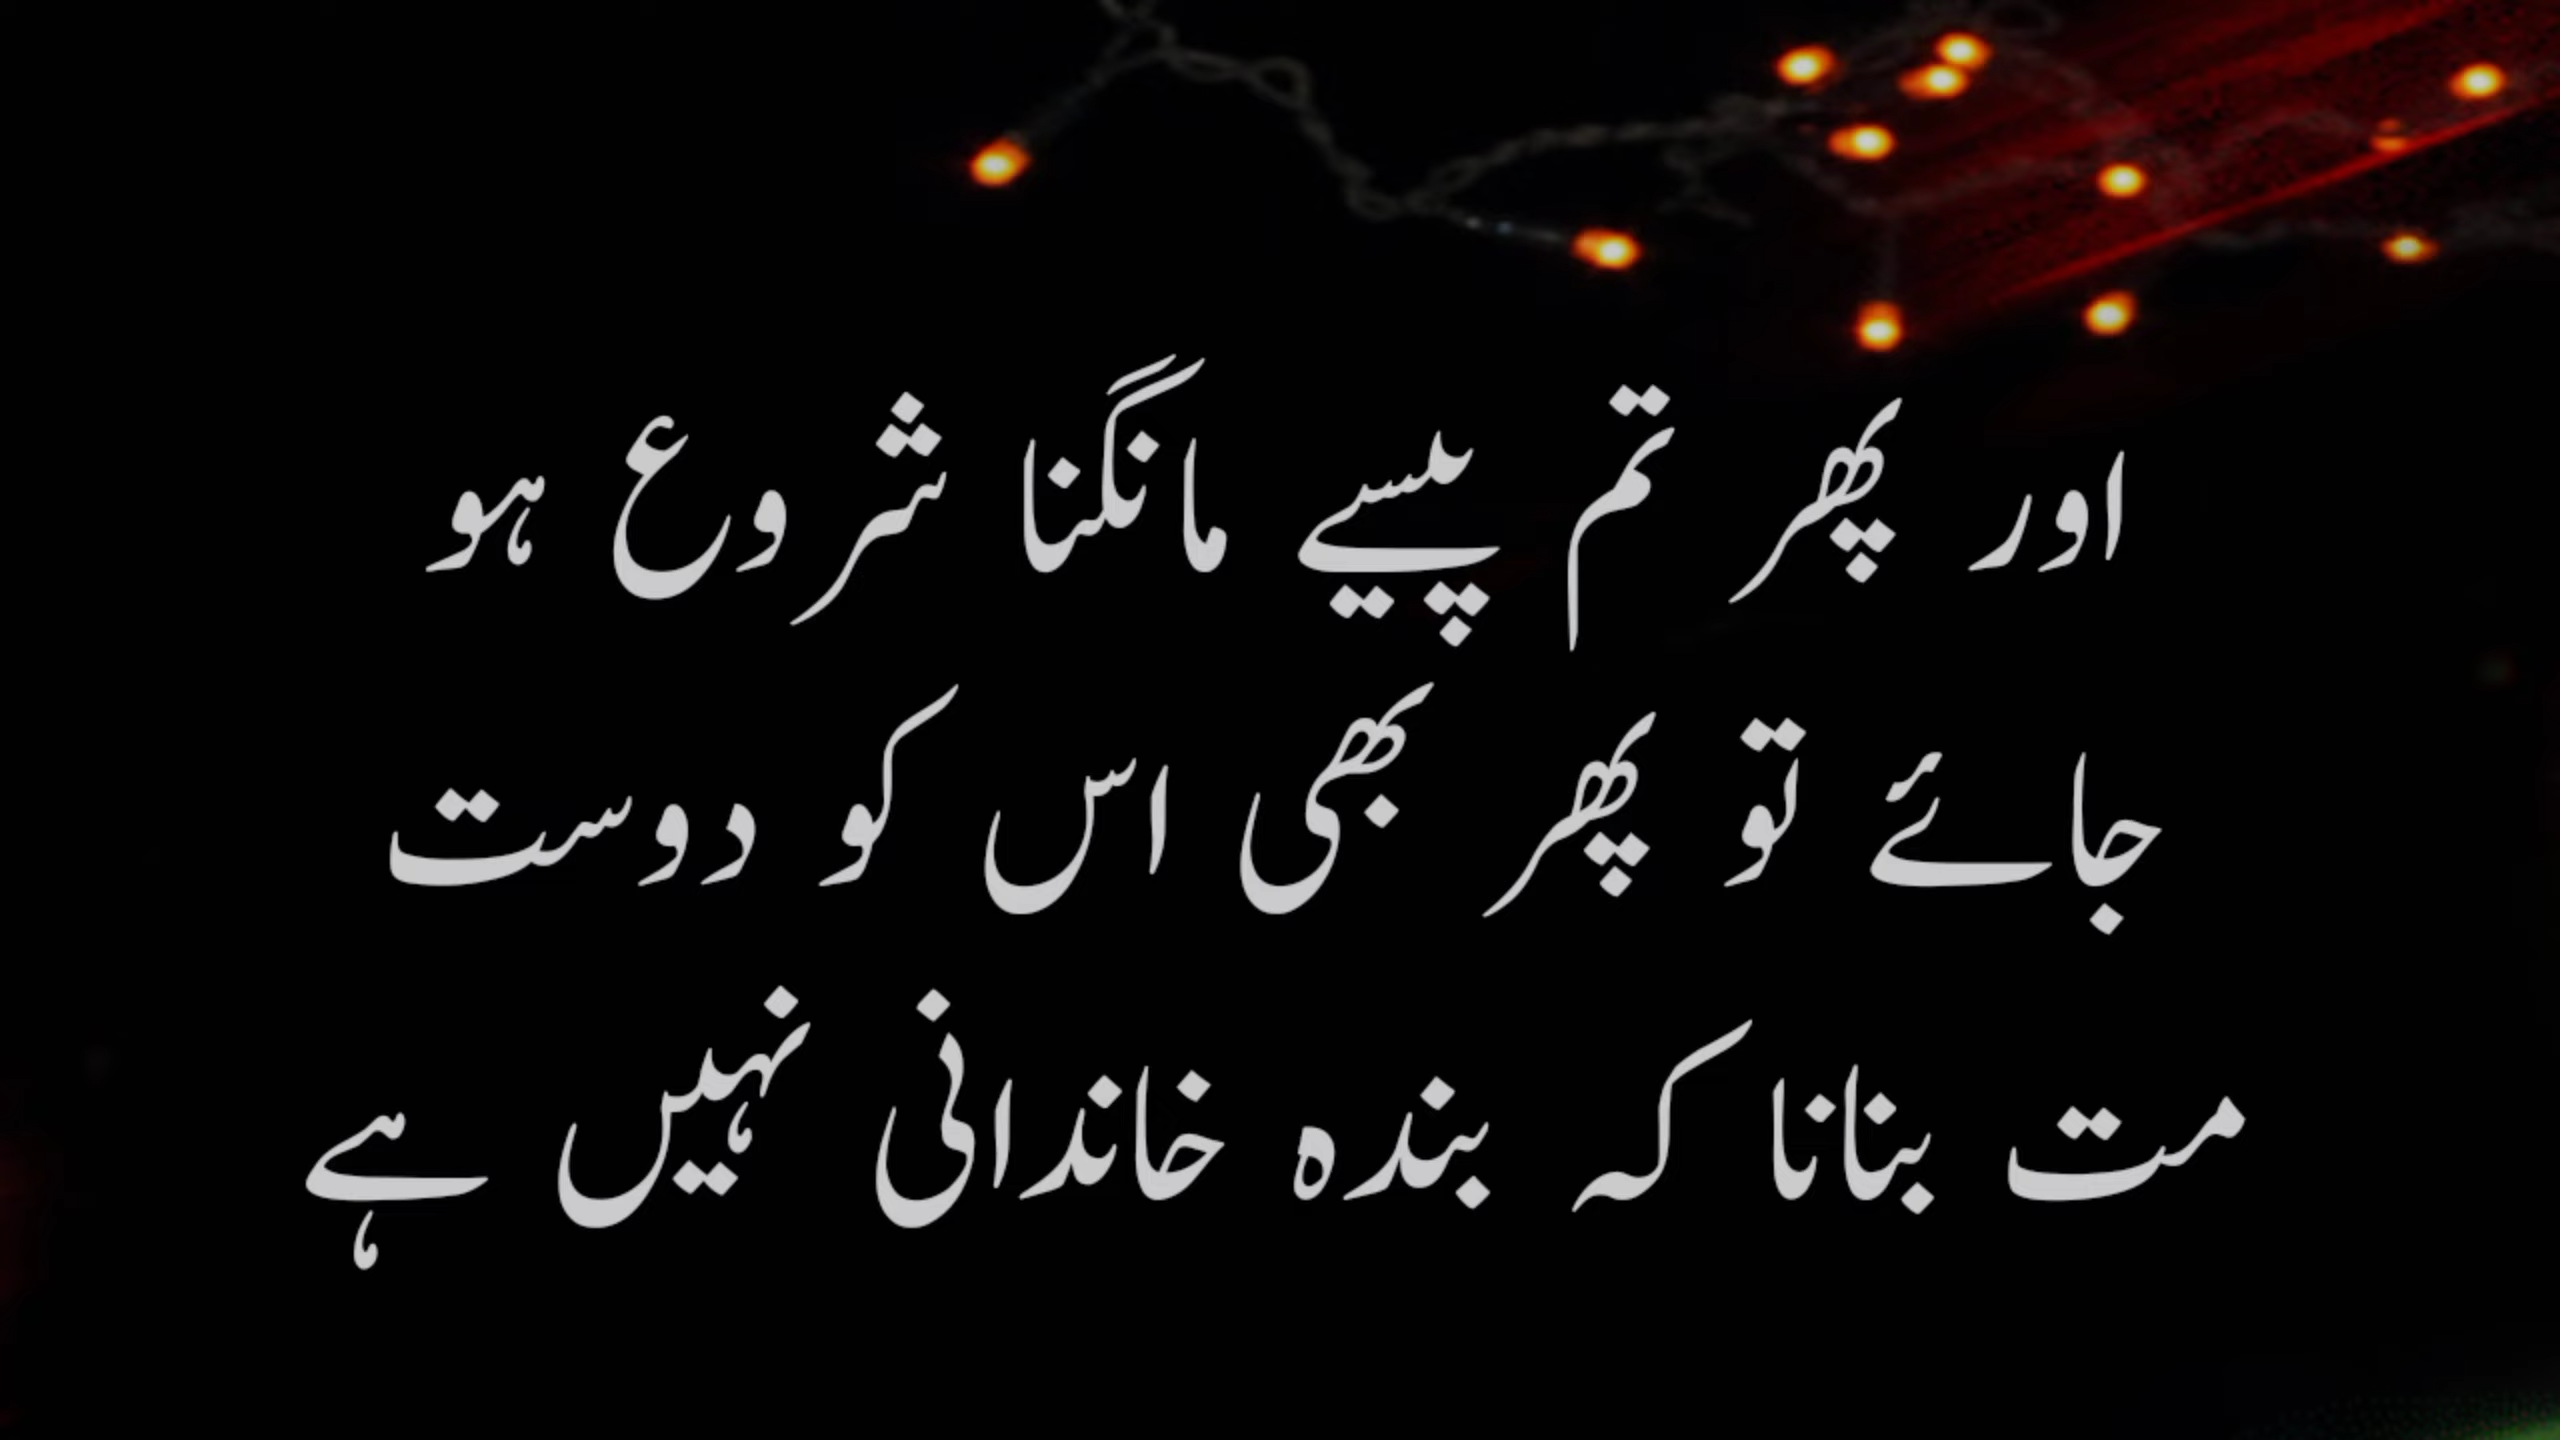 اور پھر تم پیسے مانگنا شروع ہو
جائے تو پھر بھی اس کو دوست
مت بنانا کہ بندہ خاندانی نہیں ہے